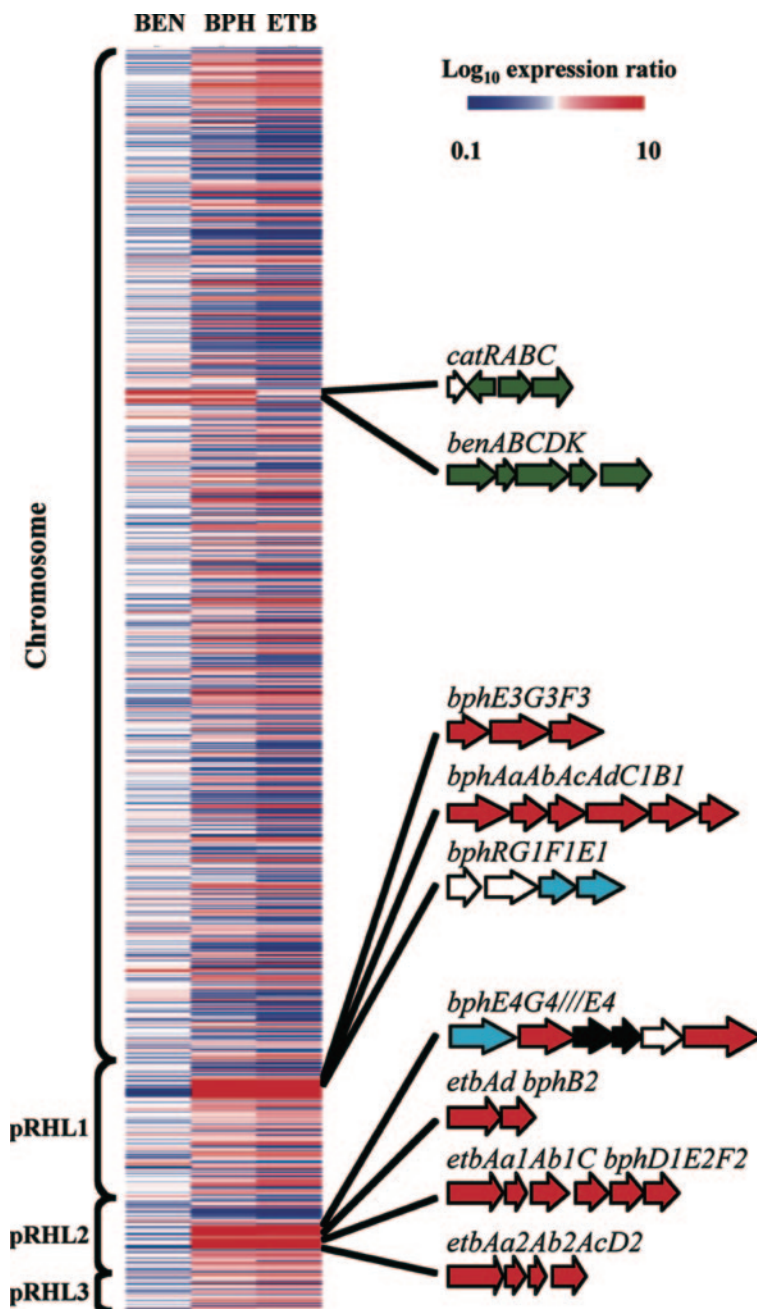 BEN BPH ETB
Log10 expression ratio
0.1 10
catRABC
benABCDK
Chromosome
bphE3G3F3
bphAaAbAcAdC1B1
bphRG1F1E1
bphE4G4///E4
etbAd bphB2
pRHL1
etbAa1Ab1C bphD1E2F2
pRHL2
etbAa2Ab2AcD2
pRHL3